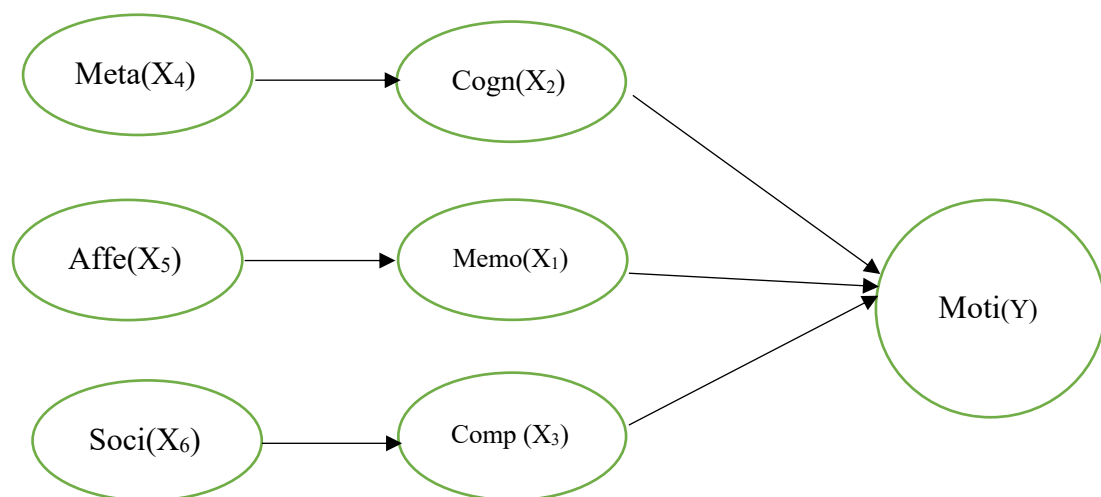 Meta(X₄)
Cogn(X₂)
Affe(X₅)
Memo(X₁)
Moti(Y)
Soci(X₆)
Comp (X₃)